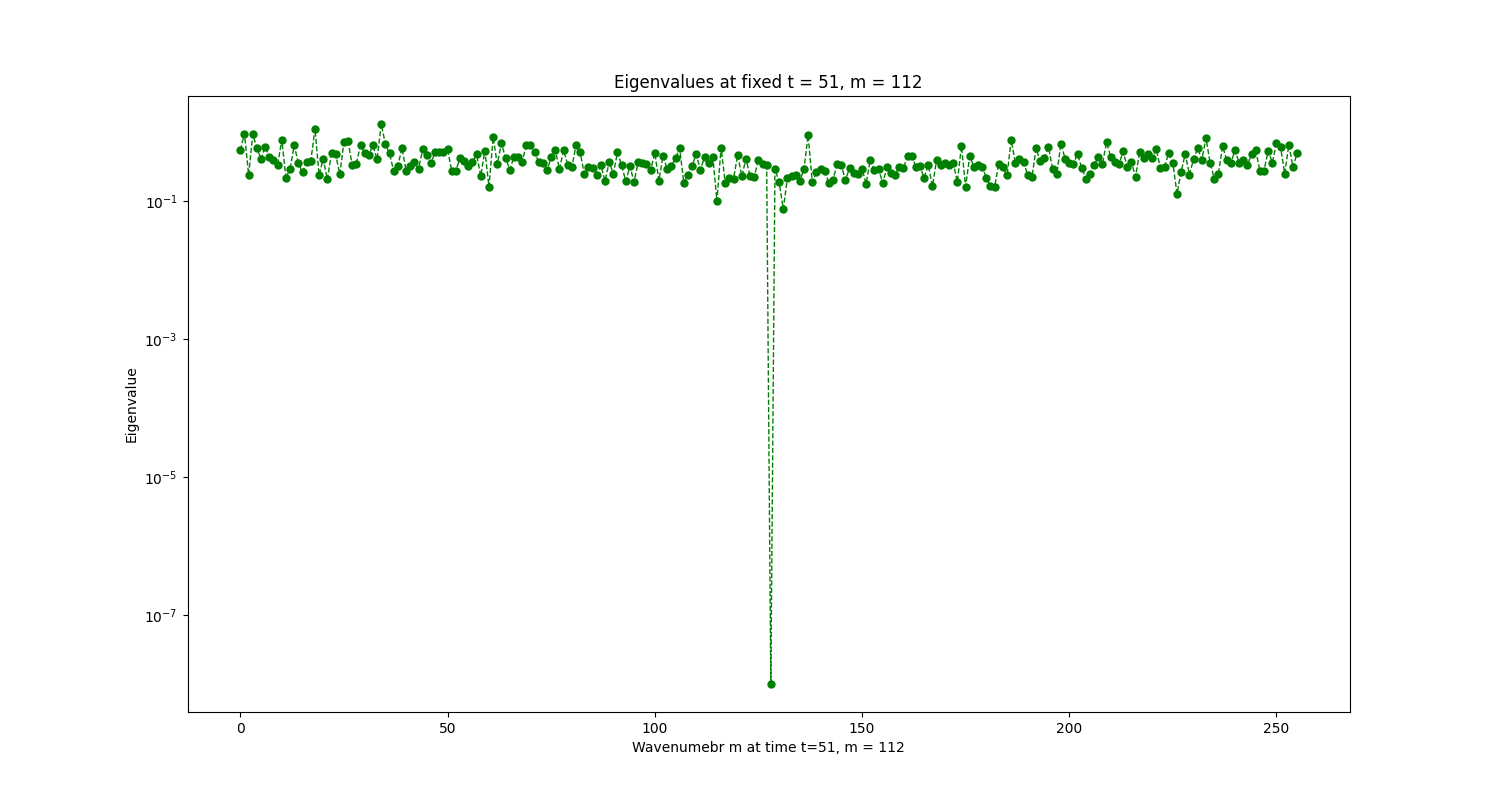 Eigenvalues at fixed t = 51, m = 112
10⁻¹
10⁻³
10⁻⁵
10⁻⁷
Eigenvalue
0 50 100 150 200 250
Wavenumebr m at time t=51, m = 112